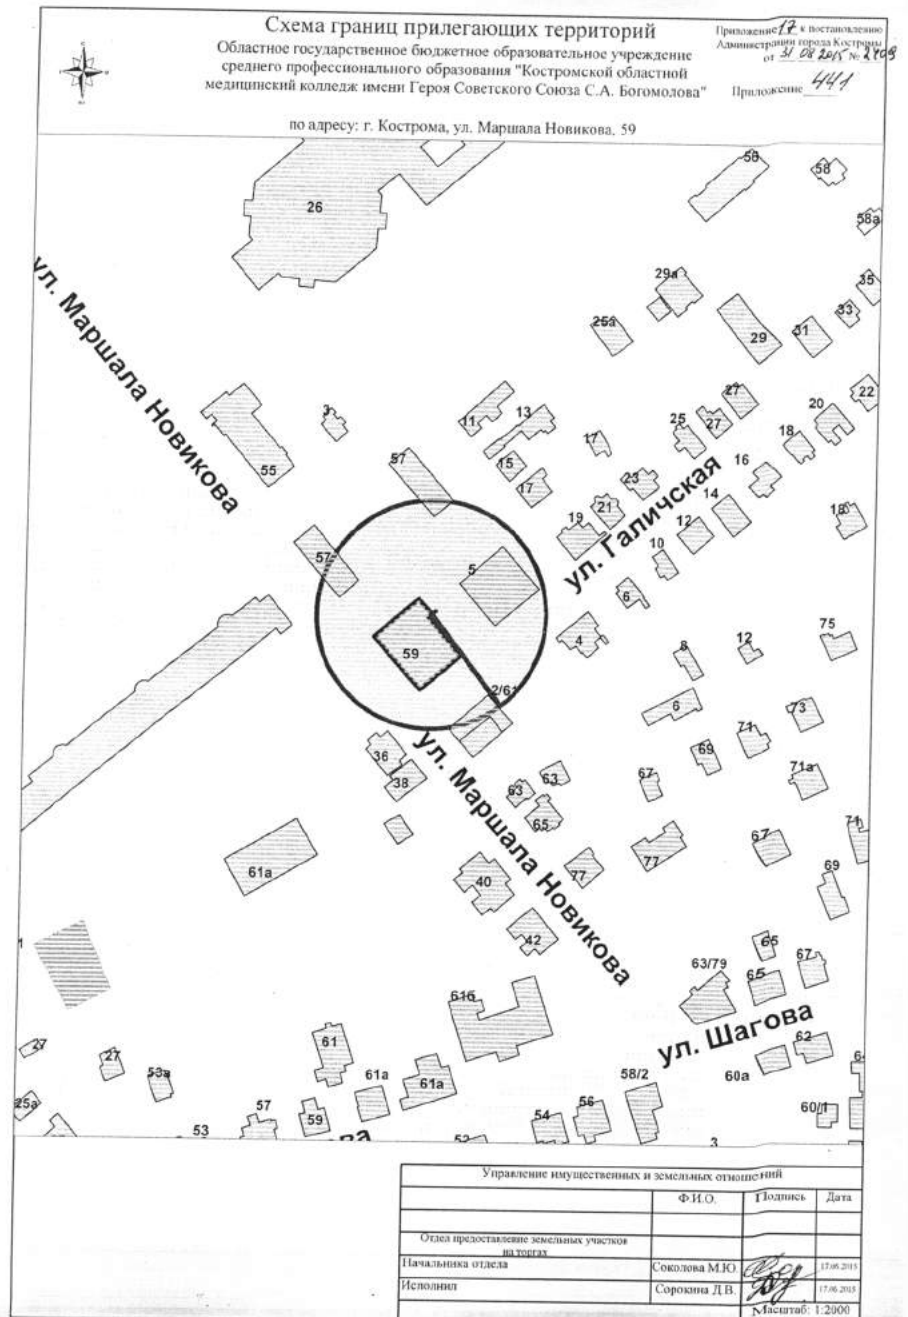 Схема границ прилегающих территорий
Областное государственное бюджетное образовательное учреждение
среднего профессионального образования "Костромской областной
медицинский колледж имени Героя Советского Союза С.А. Богомолова"
по адресу: г. Кострома, ул. Маршала Новикова, 59
Приложение 17 к постановлению
Администрации города Костромы
от 31 08 2015 № 2409
Приложение 441
26
56
58
58а
29а
35
33
25а
29
31
ул. Маршала Новикова
27
22
20
3
11
13
17
25
27
18
55
57
15
17
23
16
14
18
21
19
12
ул. Галичская
10
57
5
6
4
59
8
12
75
2/61
6
73
36
38
ул. Маршала Новикова
63
63
69
71
71а
67
65
61а
77
77
67
71
40
69
42
65
67
63/79
65
61б
ул. Шагова
62
27
27
61
53а
61а
61а
58/2
60а
25а
57
59
54
56
60/1
53
3
Управление имущественных и земельных отношений
Ф.И.О. Подпись Дата
Отдел предоставление земельных участков
на торгах
Начальника отдела Соколова М.Ю. 17.06.2015
Исполнил Сорокина Д.В. 17.06.2015
Масштаб: 1:2000